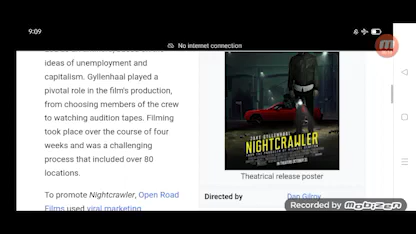 9:09
No internet connection
ideas of unemployment and
capitalism. Gyllenhaal played a
pivotal role in the film's production,
from choosing members of the crew
to watching audition tapes. Filming
took place over the course of four
weeks and was a challenging
process that included over 80
locations.
To promote Nightcrawler, Open Road
Films used viral marketing
JAKE GYLLENHAAL
NIGHTCRAWLER
Theatrical release poster
Directed by
Dan Gilroy
Recorded by
Mobizen